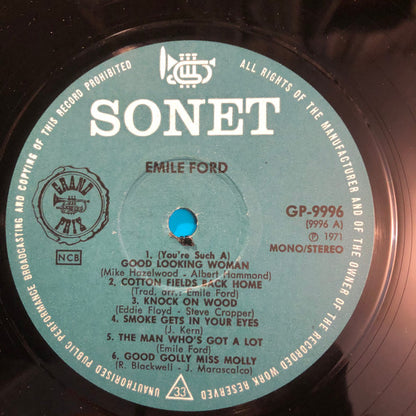 SONET
EMILE FORD
GRAND
PRIX
NCB
GP-9996
(9996 A)
Ⓟ 1971
MONO/STEREO
1. (You're Such A)
GOOD LOOKING WOMAN
(Mike Hazelwood - Albert Hammond)
2. COTTON FIELDS BACK HOME
(Trad. arr.: Emile Ford)
3. KNOCK ON WOOD
(Eddie Floyd - Steve Cropper)
4. SMOKE GETS IN YOUR EYES
(J. Kern)
5. THE MAN WHO'S GOT A LOT
(Emile Ford)
6. GOOD GOLLY MISS MOLLY
(R. Blackwell - J. Marascalco)
33
ALL RIGHTS OF THE MANUFACTURER AND OF THE OWNER OF THE RECORDED WORK RESERVED
UNAUTHORISED PUBLIC PERFORMANCE BROADCASTING AND COPYING OF THIS RECORD PROHIBITED